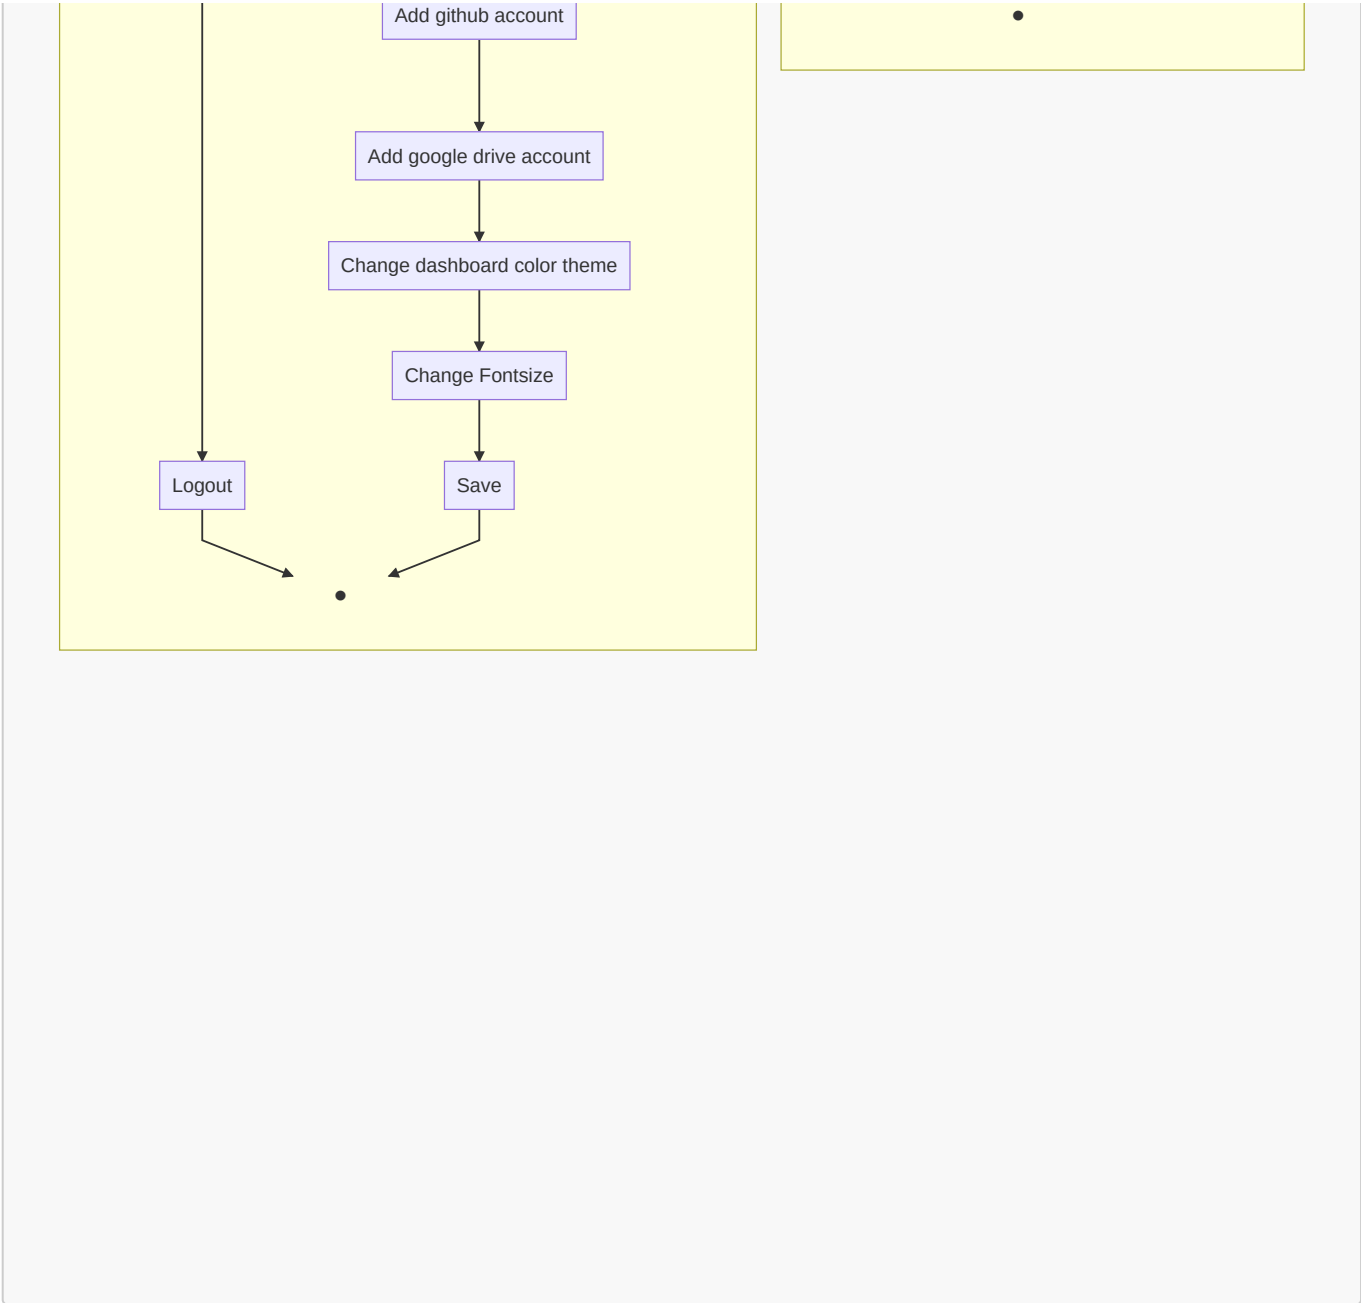 Add github account
Add google drive account
Change dashboard color theme
Change Fontsize
Logout
Save